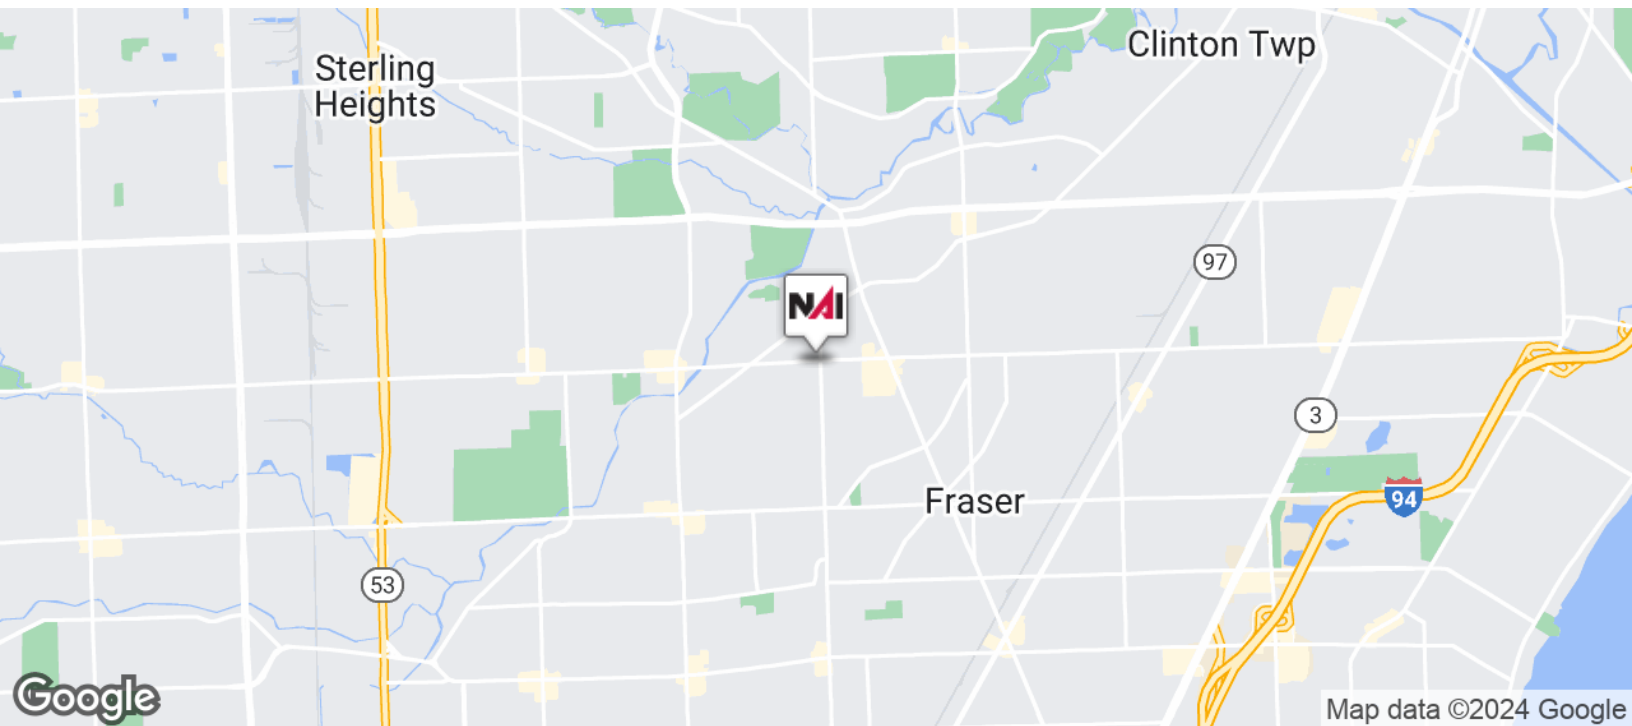 Clinton Twp
Sterling
Heights
97
NAI
3
94
Fraser
53
Google
Map data ©2024 Google